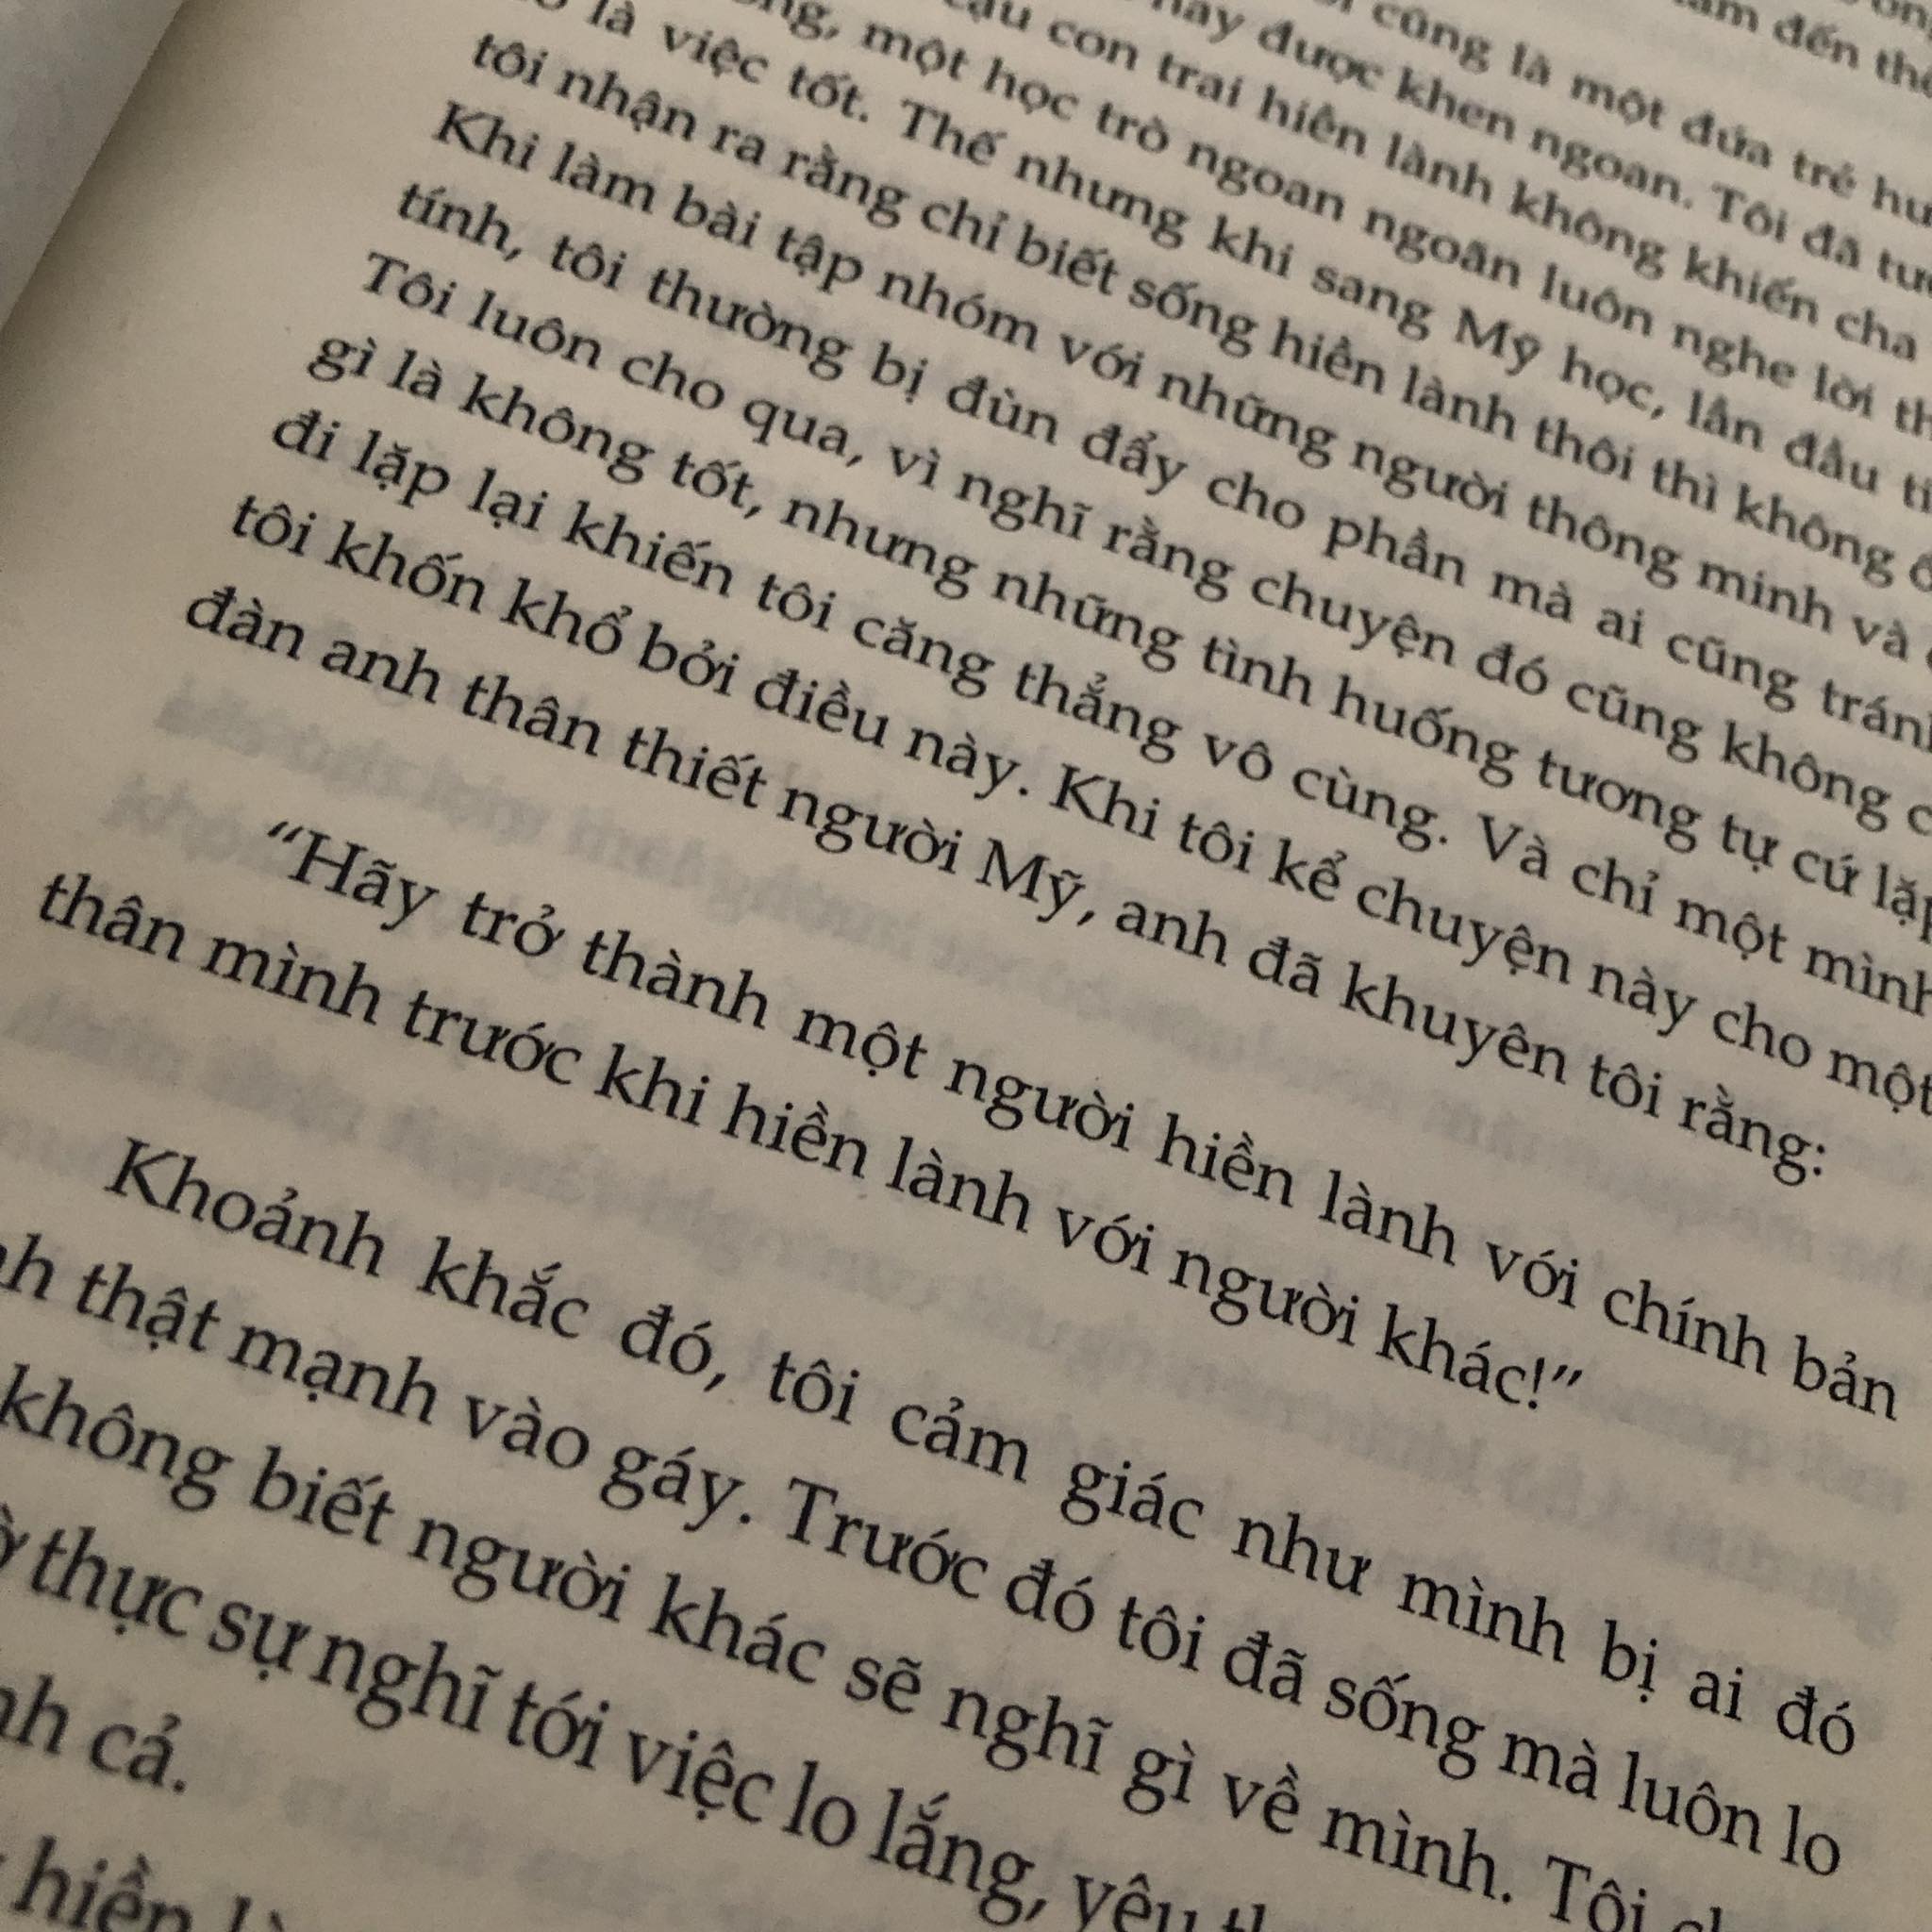 làm đến
cũng là một đứa trẻ
này được khen ngoan. Tôi đã
cậu con trai hiền lành không khiến cha
một học trò ngoan ngoãn luôn nghe lời
là việc tốt. Thế nhưng khi sang Mỹ học, lần đầu
tôi nhận ra rằng chỉ biết sống hiền lành thôi thì không
Khi làm bài tập nhóm với những người thông minh và
tính, tôi thường bị đùn đẩy cho phần mà ai cũng tránh
Tôi luôn cho qua, vì nghĩ rằng chuyện đó cũng không
gì là không tốt, nhưng những tình huống tương tự cứ lặp
đi lặp lại khiến tôi căng thẳng vô cùng. Và chỉ một mình
tôi khốn khổ bởi điều này. Khi tôi kể chuyện này cho một
đàn anh thân thiết người Mỹ, anh đã khuyên tôi rằng:
“Hãy trở thành một người hiền lành với chính bản
thân mình trước khi hiền lành với người khác!”
Khoảnh khắc đó, tôi cảm giác như mình bị ai đó
thật mạnh vào gáy. Trước đó tôi đã sống mà luôn lo
không biết người khác sẽ nghĩ gì về mình. Tôi
thực sự nghĩ tới việc lo lắng, yêu
cả.
hiền